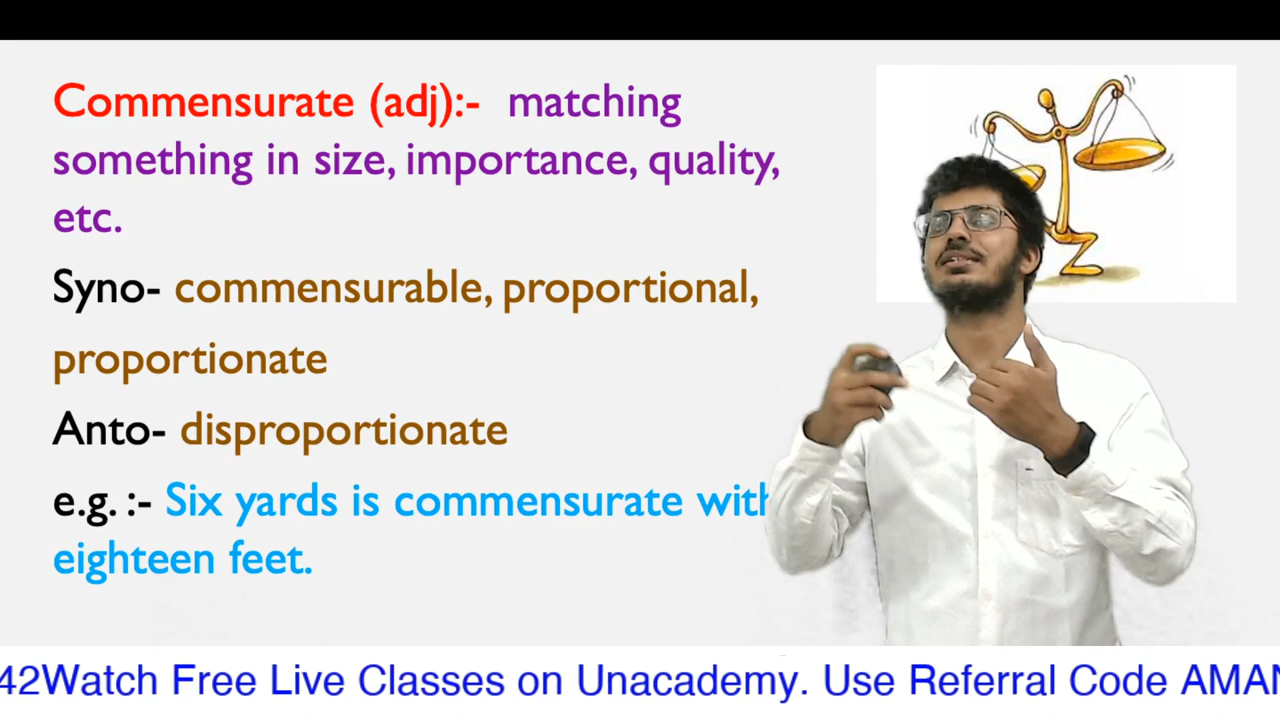 Commensurate (adj):- matching
something in size, importance, quality,
etc.
Syno- commensurable, proportional,
proportionate
Anto- disproportionate
e.g. :- Six yards is commensurate with
eighteen feet.
42Watch Free Live Classes on Unacademy. Use Referral Code AMAN